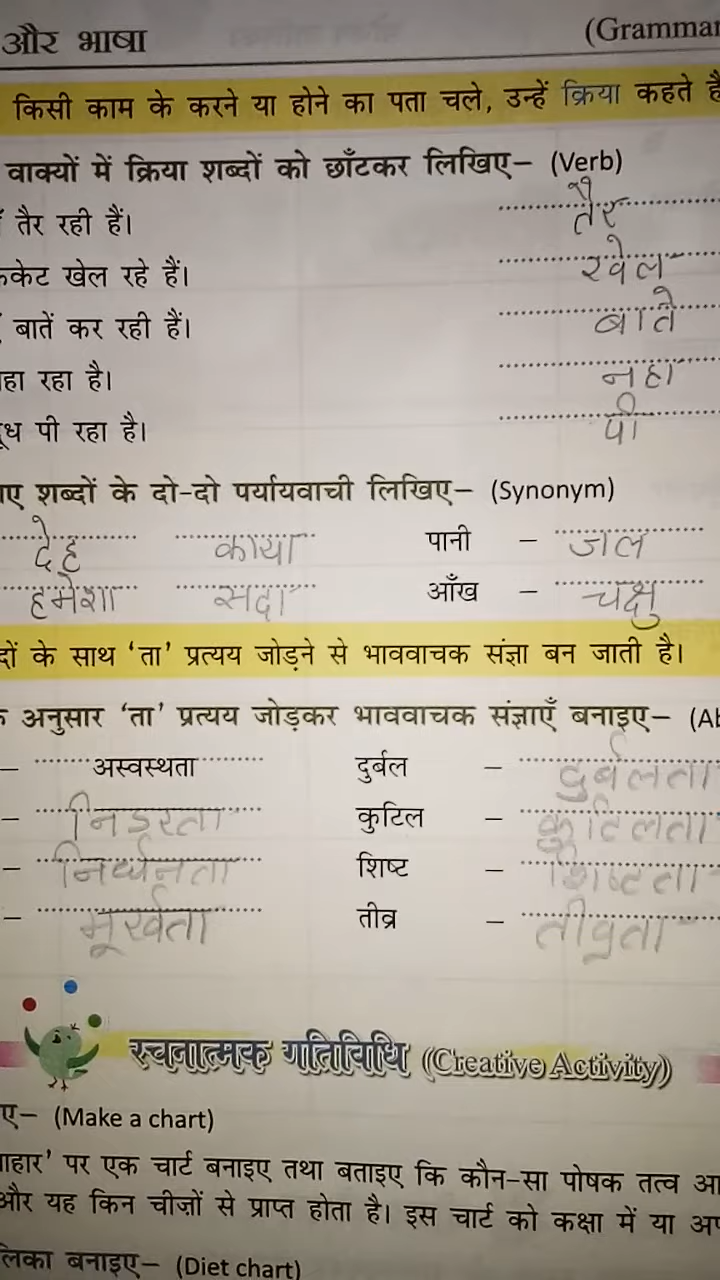 और भाषा (Grammar
किसी काम के करने या होने का पता चले, उन्हें क्रिया कहते है
वाक्यों में क्रिया शब्दों को छाँटकर लिखिए– (Verb)
तैर रही हैं। तैर
केट खेल रहे हैं। खेल
बातें कर रही हैं। बाते
हा रहा है। नहा
ध पी रहा है। पी
ए शब्दों के दो-दो पर्यायवाची लिखिए– (Synonym)
देह काया पानी – जल
हमेशा सदा आँख – चक्षु
दों के साथ ‘ता’ प्रत्यय जोड़ने से भाववाचक संज्ञा बन जाती है।
अनुसार ‘ता’ प्रत्यय जोड़कर भाववाचक संज्ञाएँ बनाइए– (Ab
– अस्वस्थता दुर्बल – दुर्बलता
– निडरता कुटिल – कुटिलता
– निर्धनता शिष्ट – शिष्टता
– मूर्खता तीव्र – तीव्रता
रचनात्मक गतिविधि (Creative Activity)
ए– (Make a chart)
ाहार’ पर एक चार्ट बनाइए तथा बताइए कि कौन-सा पोषक तत्व आ
और यह किन चीज़ों से प्राप्त होता है। इस चार्ट को कक्षा में या अप
लिका बनाइए– (Diet chart)